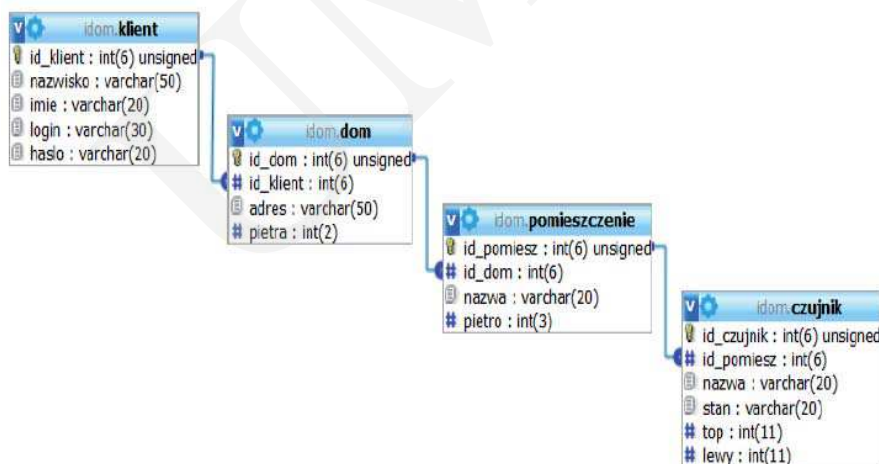 idom.klient
id_klient : int(6) unsigned
nazwisko : varchar(50)
imie : varchar(20)
login : varchar(30)
haslo : varchar(20)
idom.dom
id_dom : int(6) unsigned
# id_klient : int(6)
adres : varchar(50)
# pietra : int(2)
idom.pomieszczenie
id_pomiesz : int(6) unsigned
# id_dom : int(6)
nazwa : varchar(20)
# pietro : int(3)
idom.czujnik
id_czujnik : int(6) unsigned
# id_pomiesz : int(6)
nazwa : varchar(20)
stan : varchar(20)
# top : int(11)
# lewy : int(11)